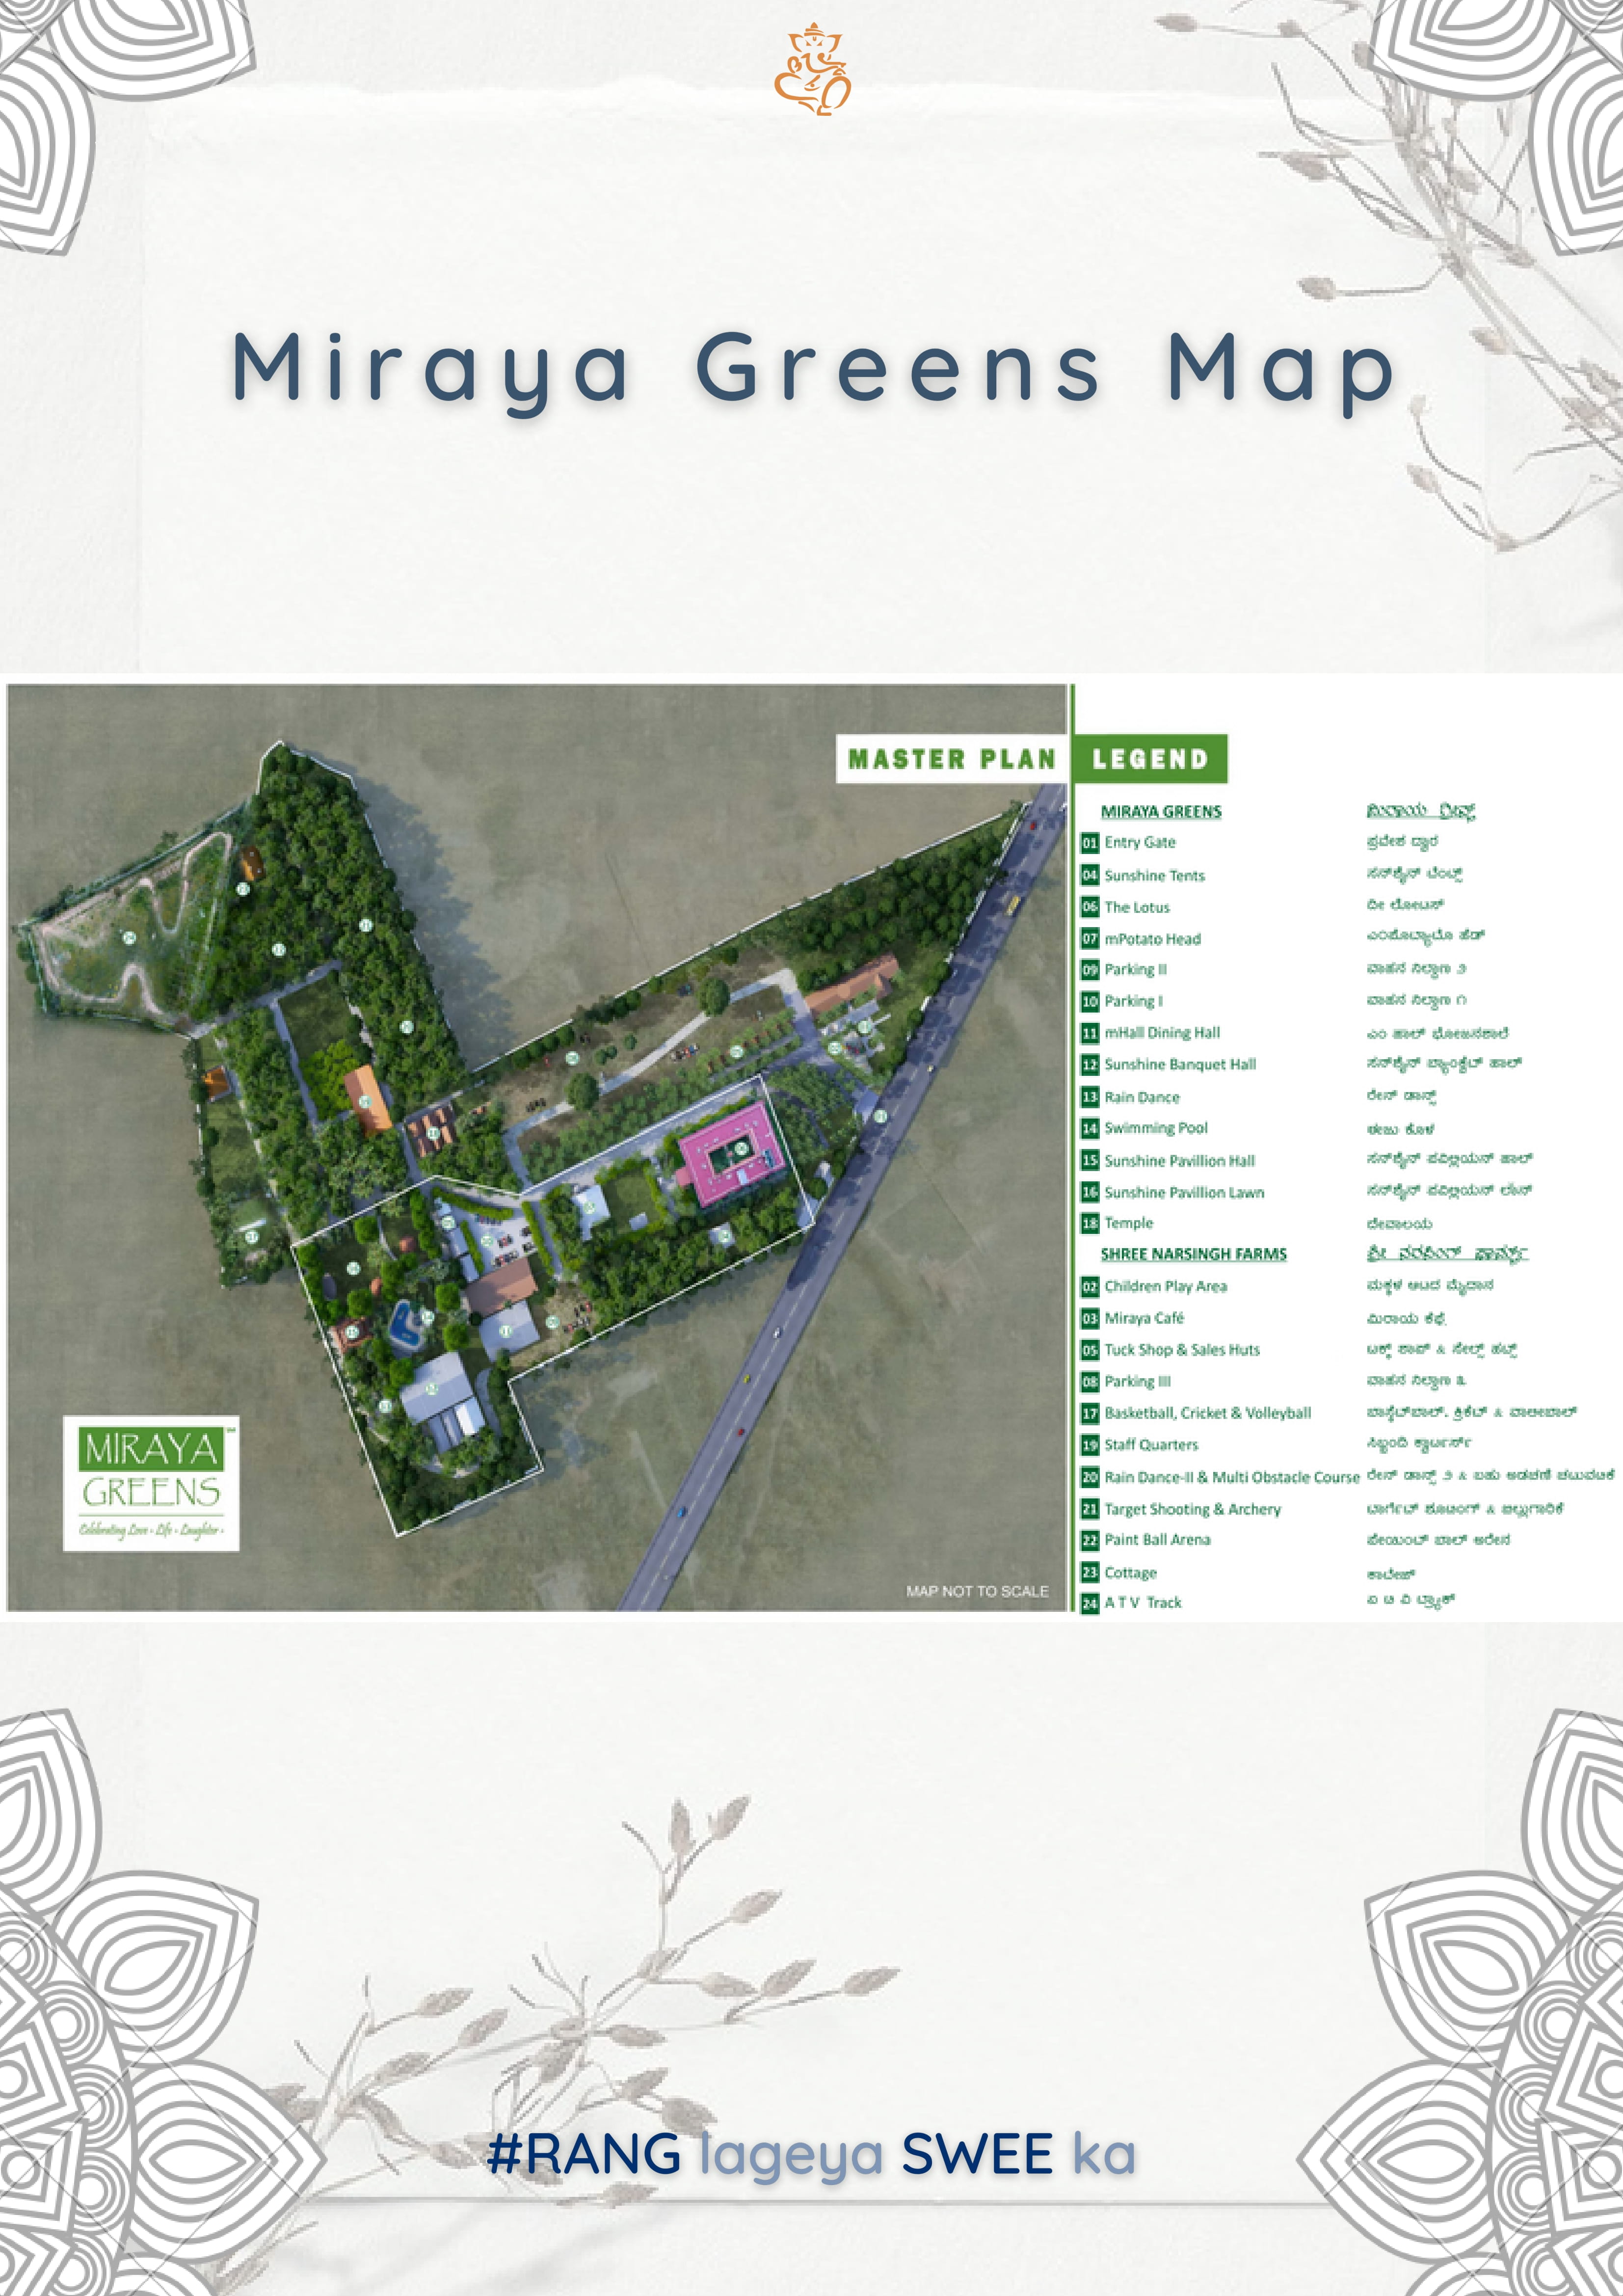 Miraya Greens Map
MASTER PLAN
LEGEND
MIRAYA GREENS ಮಿರಾಯ ಗ್ರೀನ್ಸ್
01 Entry Gate ಪ್ರವೇಶ ದ್ವಾರ
04 Sunshine Tents ಸನ್‌ಶೈನ್ ಟೆಂಟ್ಸ್
06 The Lotus ದೀ ಲೋಟಸ್
07 mPotato Head ಎಂಪೊಟ್ಯಾಟೊ ಹೆಡ್
09 Parking II ವಾಹನ ನಿಲ್ದಾಣ ೨
10 Parking I ವಾಹನ ನಿಲ್ದಾಣ ೧
11 mHall Dining Hall ಎಂ ಹಾಲ್ ಭೋಜನಶಾಲೆ
12 Sunshine Banquet Hall ಸನ್‌ಶೈನ್ ಬ್ಯಾಂಕ್ವೆಟ್ ಹಾಲ್
13 Rain Dance ರೇನ್ ಡಾನ್ಸ್
14 Swimming Pool ಈಜು ಕೊಳ
15 Sunshine Pavillion Hall ಸನ್‌ಶೈನ್ ಪವಿಲ್ಲಿಯನ್ ಹಾಲ್
16 Sunshine Pavillion Lawn ಸನ್‌ಶೈನ್ ಪವಿಲ್ಲಿಯನ್ ಲಾನ್
18 Temple ದೇವಾಲಯ
SHREE NARSINGH FARMS ಶ್ರೀ ನರಸಿಂಗ್ ಫಾರ್ಮ್ಸ್
02 Children Play Area ಮಕ್ಕಳ ಆಟದ ಮೈದಾನ
03 Miraya Café ಮಿರಾಯ ಕೆಫೆ
05 Tuck Shop & Sales Huts ಟಕ್ ಶಾಪ್ & ಸೇಲ್ಸ್ ಹಟ್ಸ್
08 Parking III ವಾಹನ ನಿಲ್ದಾಣ ೩
17 Basketball, Cricket & Volleyball ಬಾಸ್ಕೆಟ್‌ಬಾಲ್, ಕ್ರಿಕೆಟ್ & ವಾಲೀಬಾಲ್
19 Staff Quarters ಸಿಬ್ಬಂದಿ ಕ್ವಾರ್ಟರ್ಸ್
20 Rain Dance-II & Multi Obstacle Course ರೇನ್ ಡಾನ್ಸ್ ೨ & ಬಹು ಅಡಚಣೆ ಚಟುವಟಿಕೆ
21 Target Shooting & Archery ಟಾರ್ಗೆಟ್ ಶೂಟಿಂಗ್ & ಬಿಲ್ಲುಗಾರಿಕೆ
22 Paint Ball Arena ಪೇಯಿಂಟ್ ಬಾಲ್ ಅರೇನ
23 Cottage ಕಾಟೇಜ್
24 A T V Track ಎ ಟಿ ವಿ ಟ್ರ್ಯಾಕ್
MIRAYA
GREENS
Celebrating Love • Life • Laughter •
MAP NOT TO SCALE
#RANG lageya SWEE ka